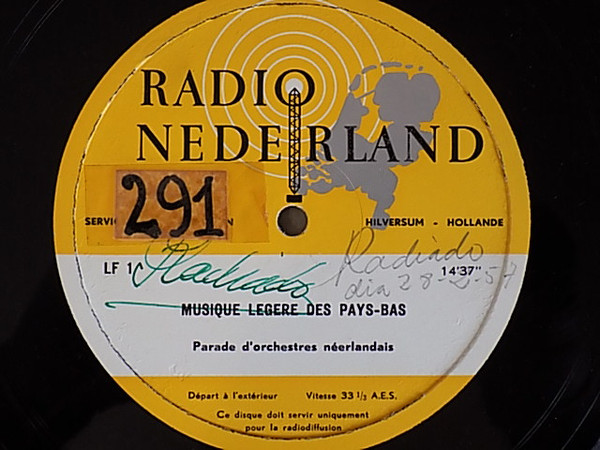 RADIO
NEDERLAND
291
HILVERSUM - HOLLANDE
Radiado
LF 1
14'37"
dia 28-2-57
MUSIQUE LEGERE DES PAYS-BAS
Parade d'orchestres néerlandais
Départ à l'extérieur Vitesse 33 1/3 A.E.S.
Ce disque doit servir uniquement
pour la radiodiffusion